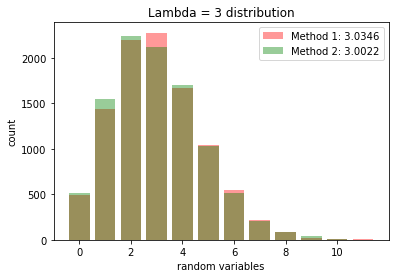 Lambda = 3 distribution
Method 1: 3.0346
Method 2: 3.0022
2000
1500
1000
500
0
count
0 2 4 6 8 10
random variables